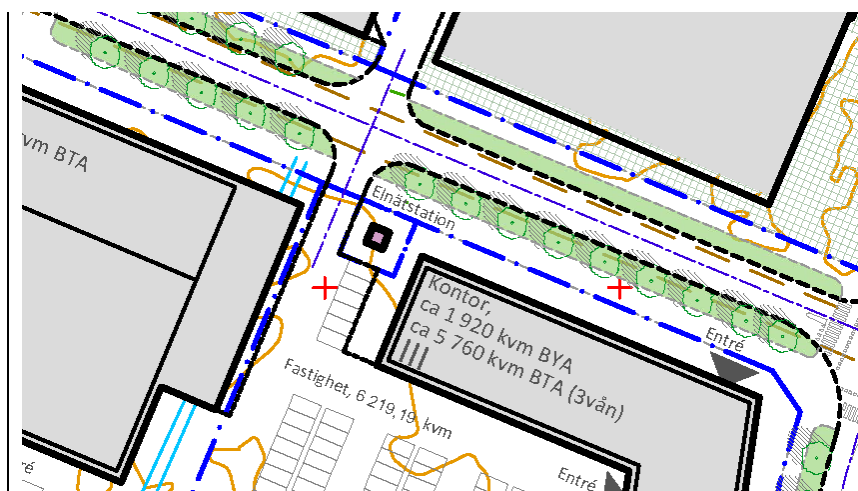 vm BTA
Elnätstation
Kontor,
ca 1 920 kvm BYA
ca 5 760 kvm BTA (3vån)
Entré
Fastighet, 6 219,19 kvm
Entré
ré